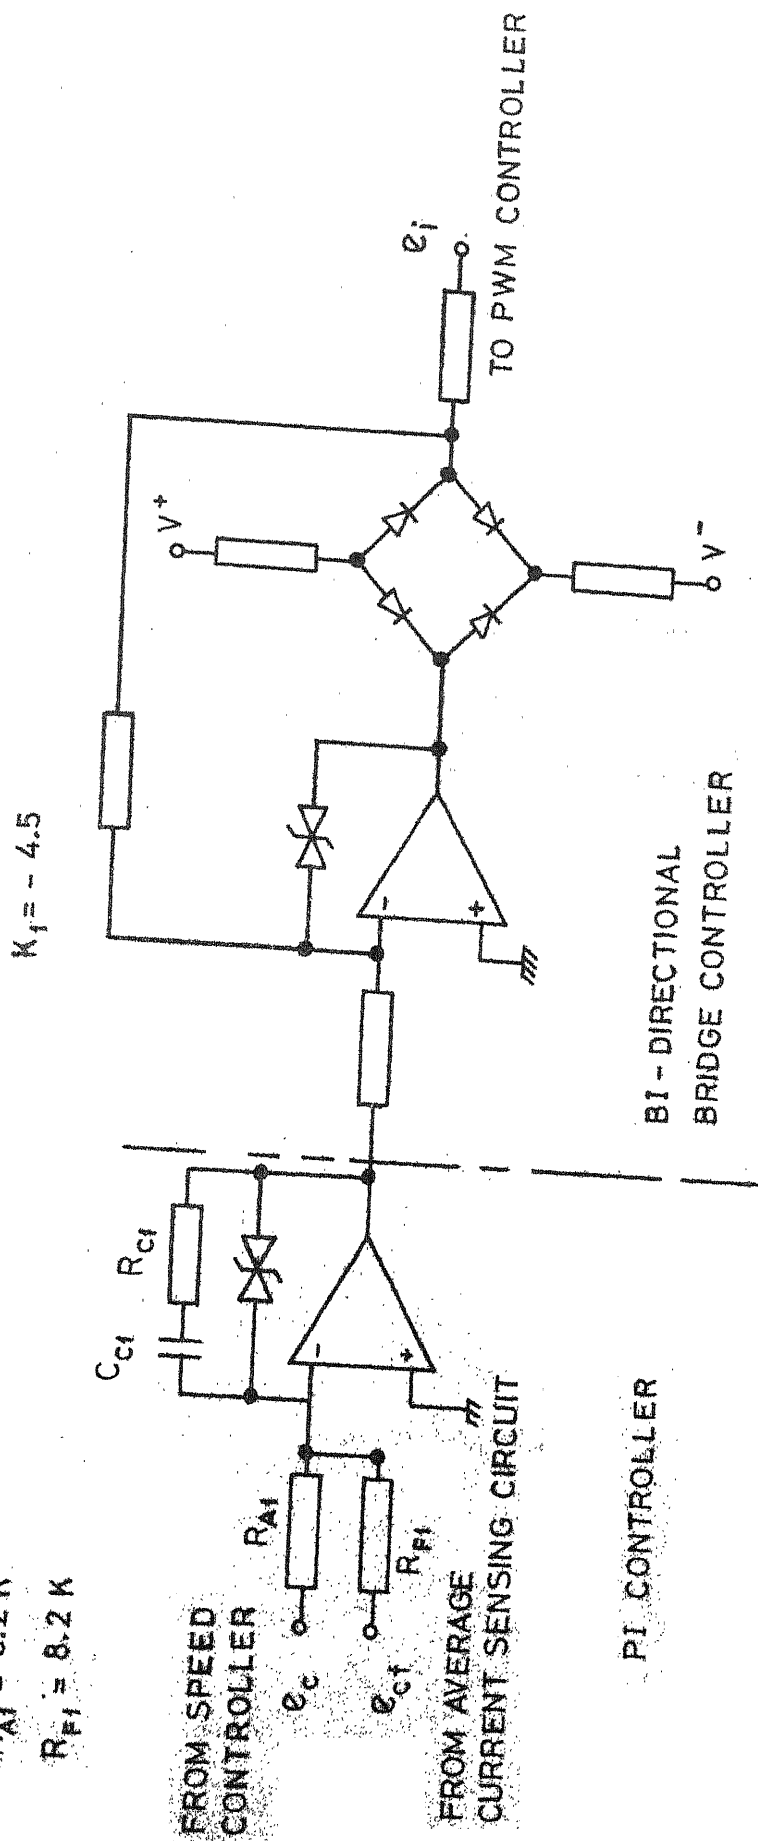 R_F1 = 8.2 K
K_1 = - 4.5
FROM SPEED
CONTROLLER
e_c
R_A1
C_C1
R_C1
e_cf
R_F1
FROM AVERAGE
CURRENT SENSING CIRCUIT
-
+
-
+
V+
V-
e_i
TO PWM CONTROLLER
PI CONTROLLER
BI - DIRECTIONAL
BRIDGE CONTROLLER